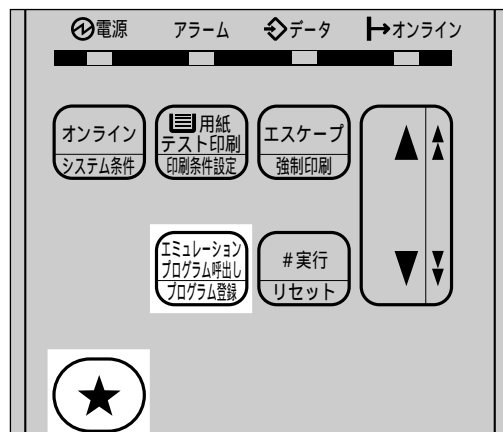 電源 アラーム データ オンライン
オンライン
システム条件
用紙
テスト印刷
印刷条件設定
エスケープ
強制印刷
エミュレーション
プログラム呼出し
プログラム登録
#実行
リセット